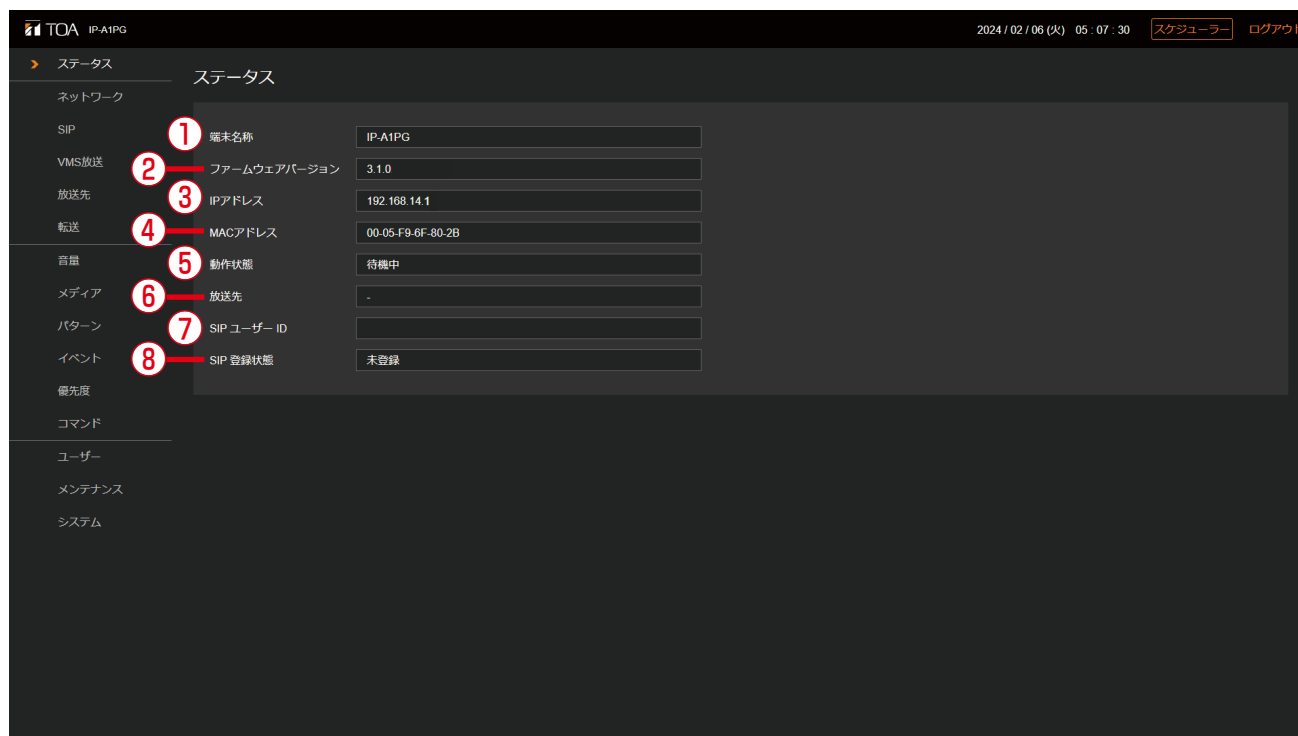 TOA IP-A1PG 2024 / 02 / 06 (火) 05 : 07 : 30 スケジューラー ログアウト
ステータス
ネットワーク
SIP
VMS放送
放送先
転送
音量
メディア
パターン
イベント
優先度
コマンド
ユーザー
メンテナンス
システム
ステータス
① 端末名称 IP-A1PG
② ファームウェアバージョン 3.1.0
③ IPアドレス 192.168.14.1
④ MACアドレス 00-05-F9-6F-80-2B
⑤ 動作状態 待機中
⑥ 放送先 -
⑦ SIP ユーザー ID
⑧ SIP 登録状態 未登録